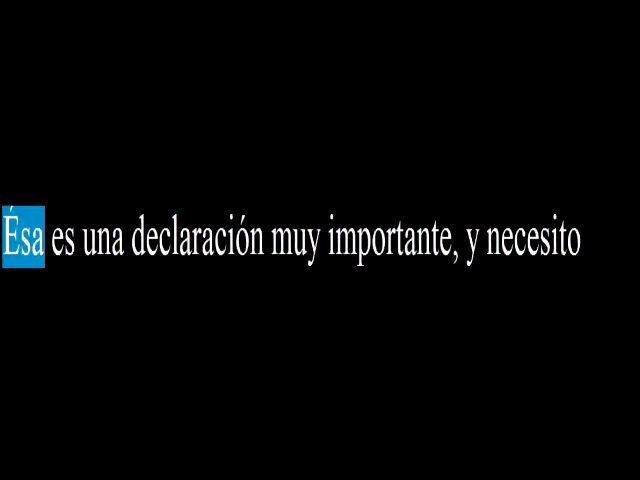 Ésa es una declaración muy importante, y necesito